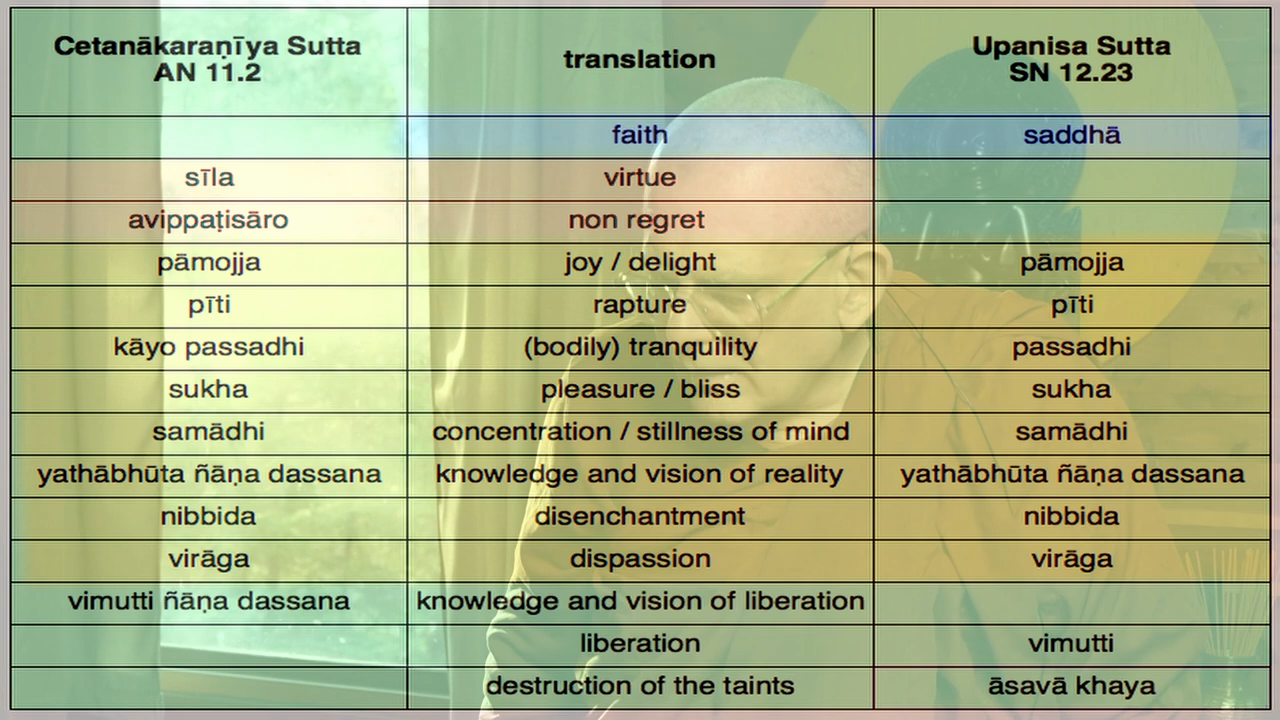 Cetanākaraṇīya Sutta
AN 11.2
translation
Upanisa Sutta
SN 12.23
faith saddhā
sīla virtue
avippaṭisāro non regret
pāmojja joy / delight pāmojja
pīti rapture pīti
kāyo passadhi (bodily) tranquility passadhi
sukha pleasure / bliss sukha
samādhi concentration / stillness of mind samādhi
yathābhūta ñāṇa dassana knowledge and vision of reality yathābhūta ñāṇa dassana
nibbida disenchantment nibbida
virāga dispassion virāga
vimutti ñāṇa dassana knowledge and vision of liberation
liberation vimutti
destruction of the taints āsavā khaya